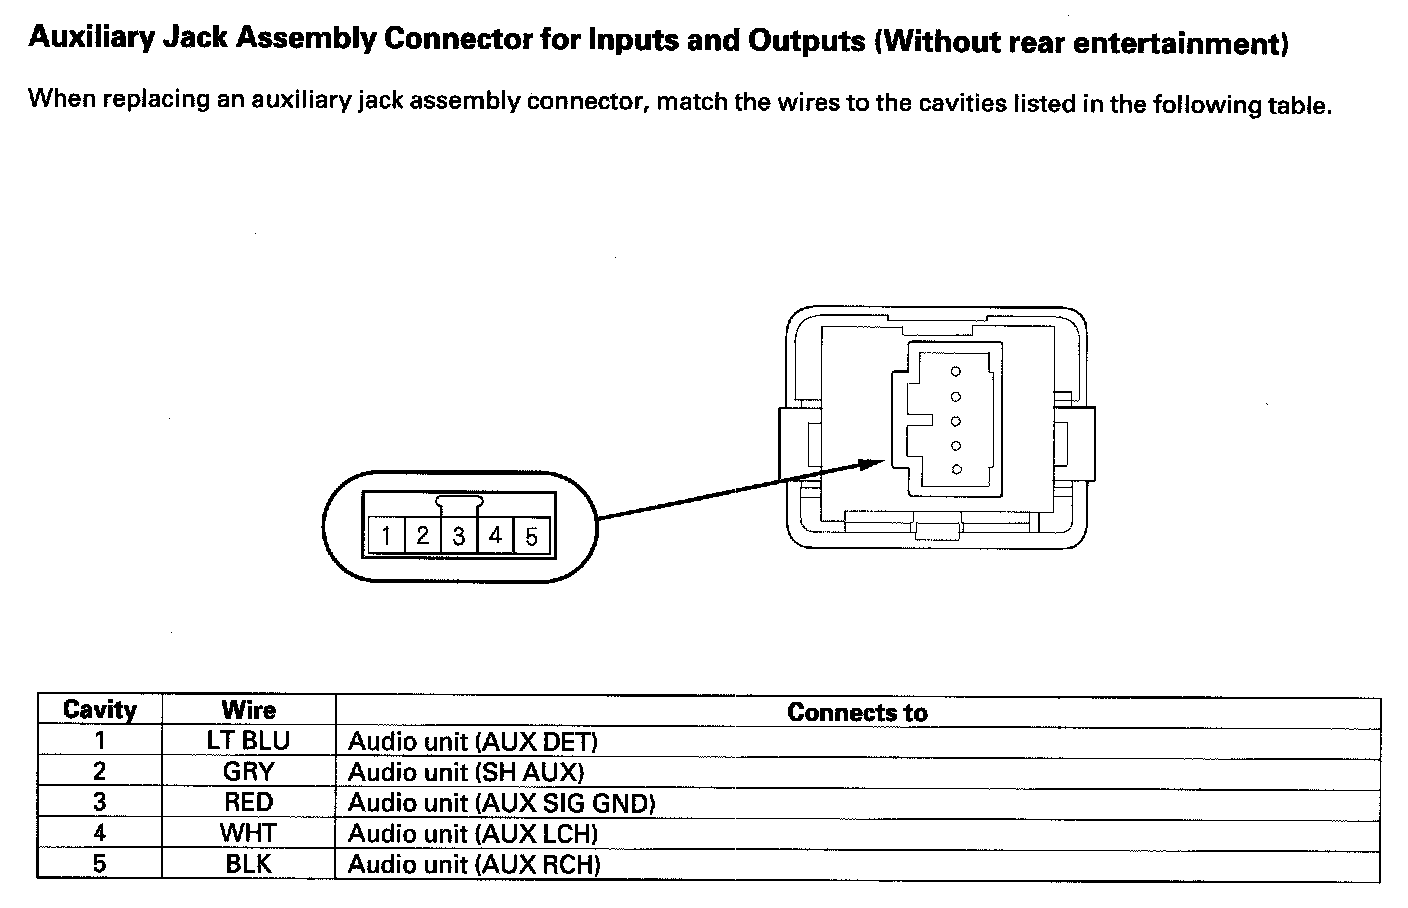 Auxiliary Jack Assembly Connector for Inputs and Outputs (Without rear entertainment)
When replacing an auxiliary jack assembly connector, match the wires to the cavities listed in the following table.
1 2 3 4 5
Cavity Wire Connects to
1 LT BLU Audio unit (AUX DET)
2 GRY Audio unit (SH AUX)
3 RED Audio unit (AUX SIG GND)
4 WHT Audio unit (AUX LCH)
5 BLK Audio unit (AUX RCH)